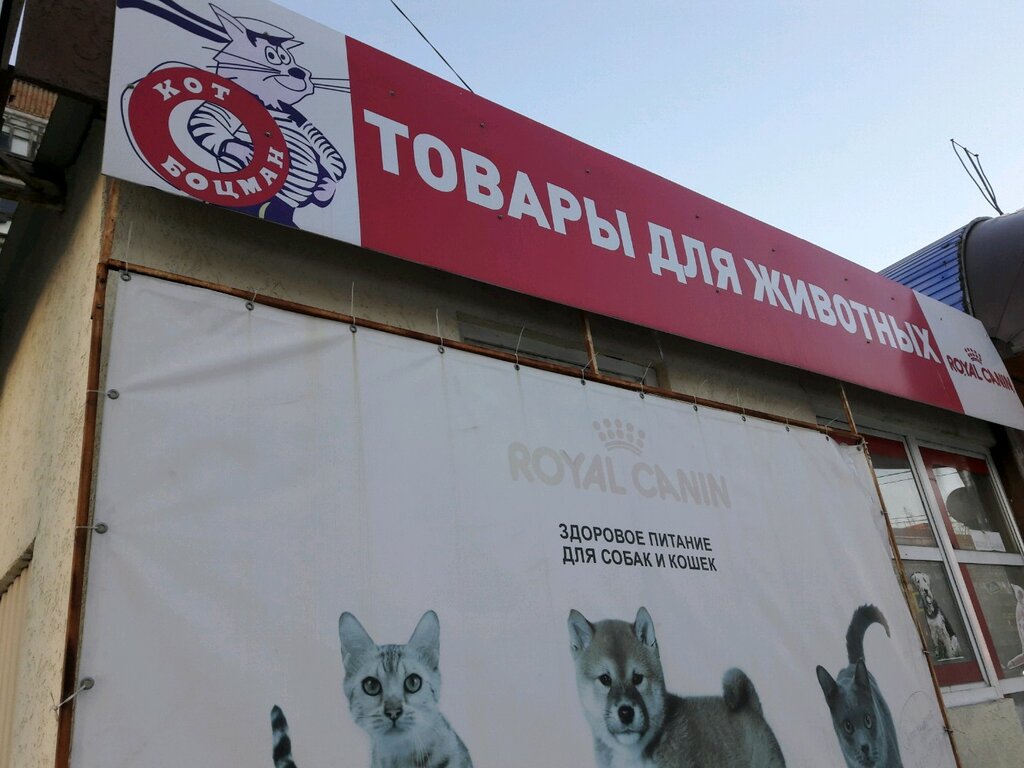 КОТ
БОЦМАН
ТОВАРЫ ДЛЯ ЖИВОТНЫХ
ROYAL CANIN
ROYAL CANIN
ЗДОРОВОЕ ПИТАНИЕ
ДЛЯ СОБАК И КОШЕК